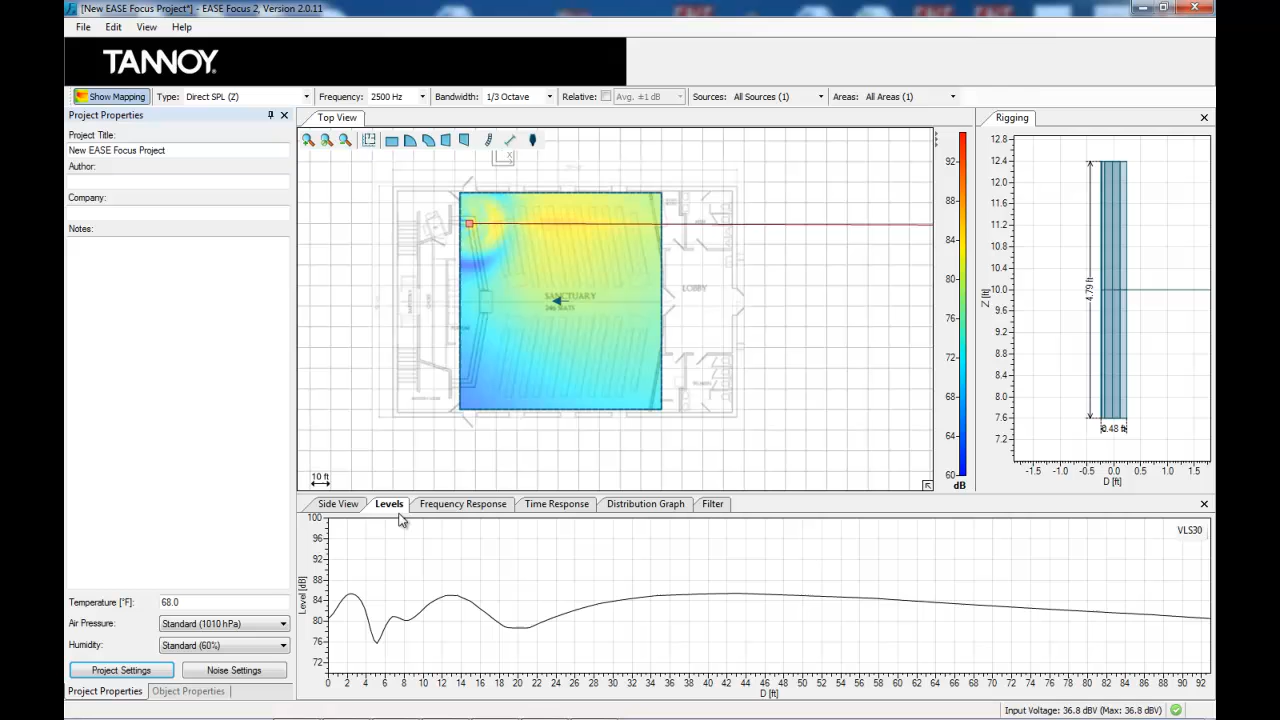 [New EASE Focus Project*] - EASE Focus 2, Version 2.0.11
File Edit View Help
TANNOY
Show Mapping Type: Direct SPL (Z) Frequency: 2500 Hz Bandwidth: 1/3 Octave Relative: Avg. ±1 dB Sources: All Sources (1) Areas: All Areas (1)
Project Properties
Project Title:
New EASE Focus Project
Author:
Company:
Notes:
Temperature [°F]: 68.0
Air Pressure: Standard (1010 hPa)
Humidity: Standard (60%)
Project Settings Noise Settings
Project Properties Object Properties
Top View
X
SANCTUARY
246 SEATS
LOBBY
10 ft
92
88
84
80
76
72
68
64
60
dB
Rigging
12.8
12.4
12.0
11.6
11.2
10.8
10.4
10.0
9.6
9.2
8.8
8.4
8.0
7.6
7.2
Z [ft]
4.79 ft
0.48 ft
-1.5 -1.0 -0.5 0.0 0.5 1.0 1.5
D [ft]
Side View Levels Frequency Response Time Response Distribution Graph Filter
VLS30
100
96
92
88
84
80
76
72
Level [dB]
0 2 4 6 8 10 12 14 16 18 20 22 24 26 28 30 32 34 36 38 40 42 44 46 48 50 52 54 56 58 60 62 64 66 68 70 72 74 76 78 80 82 84 86 88 90 92
D [ft]
Input Voltage: 36.8 dBV (Max: 36.8 dBV)